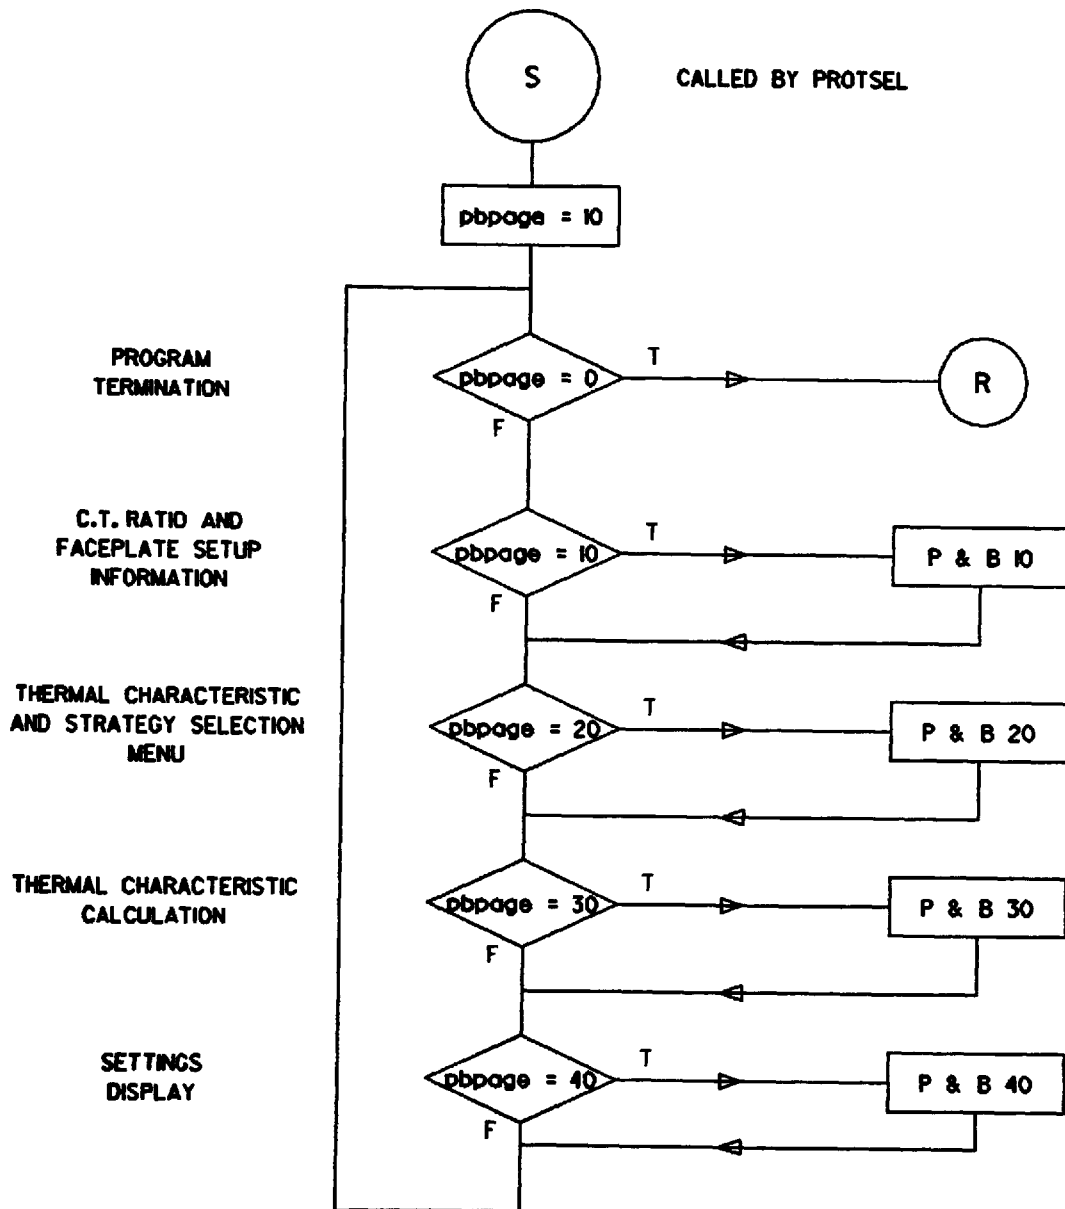 S
CALLED BY PROTSEL
pbpage = 10
PROGRAM
TERMINATION
pbpage = 0
T
R
F
C.T. RATIO AND
FACEPLATE SETUP
INFORMATION
pbpage = 10
T
P & B 10
F
THERMAL CHARACTERISTIC
AND STRATEGY SELECTION
MENU
pbpage = 20
T
P & B 20
F
THERMAL CHARACTERISTIC
CALCULATION
pbpage = 30
T
P & B 30
F
SETTINGS
DISPLAY
pbpage = 40
T
P & B 40
F